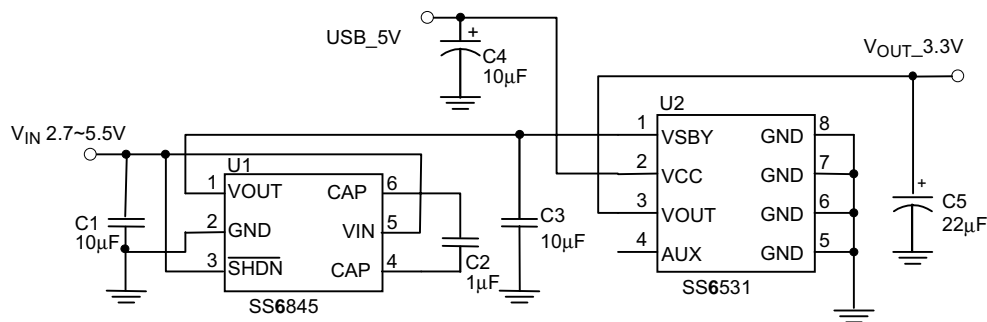 USB_5V
+
C4
10μF
VOUT_3.3V
VIN 2.7~5.5V
U1
1 VOUT CAP 6
2 GND VIN 5
3 SHDN CAP 4
SS6845
C1
10μF
C2
1μF
C3
10μF
U2
1 VSBY GND 8
2 VCC GND 7
3 VOUT GND 6
4 AUX GND 5
SS6531
+
C5
22μF